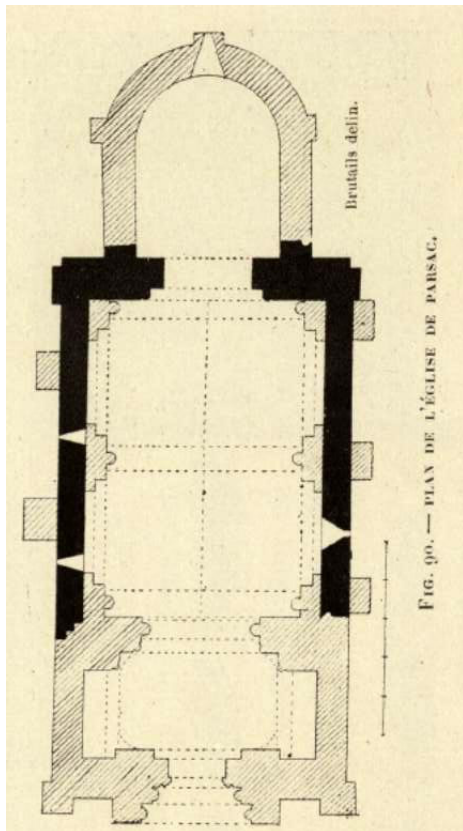 Brutails delin.
FIG. 90. — PLAN DE L'ÉGLISE DE PARSAC.